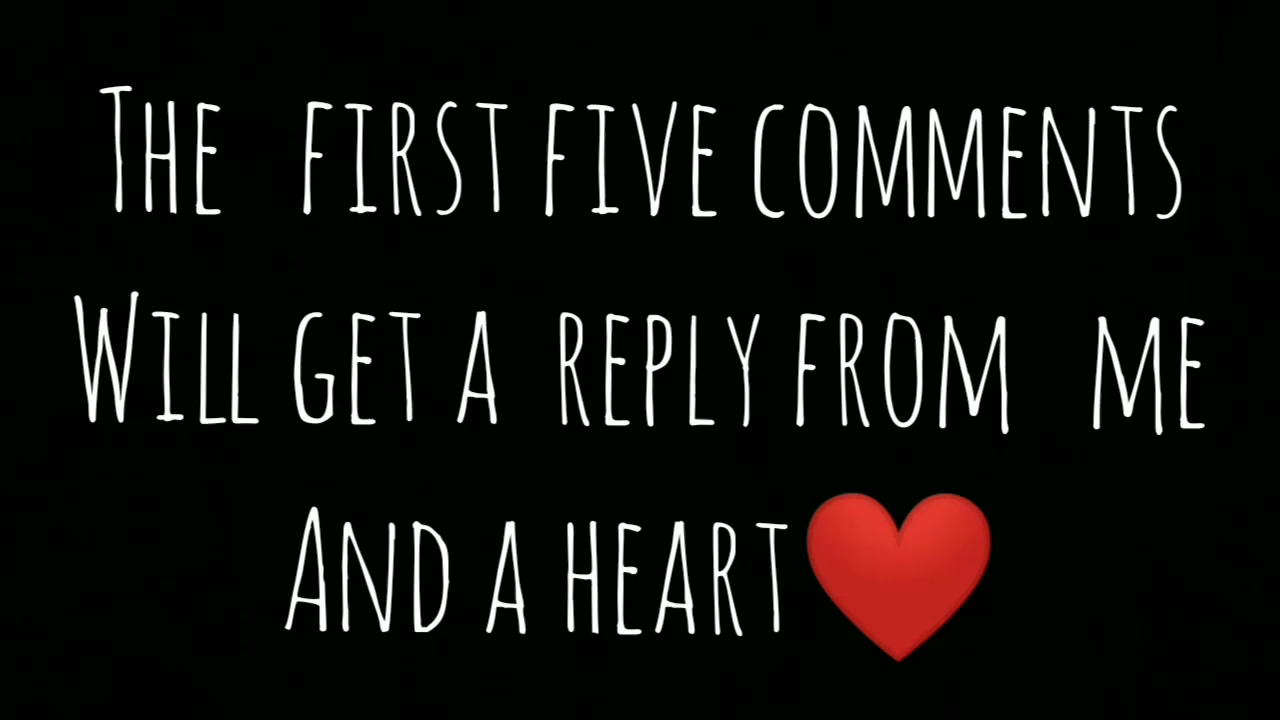 The first five comments
Will get a reply from me
And a heart❤️